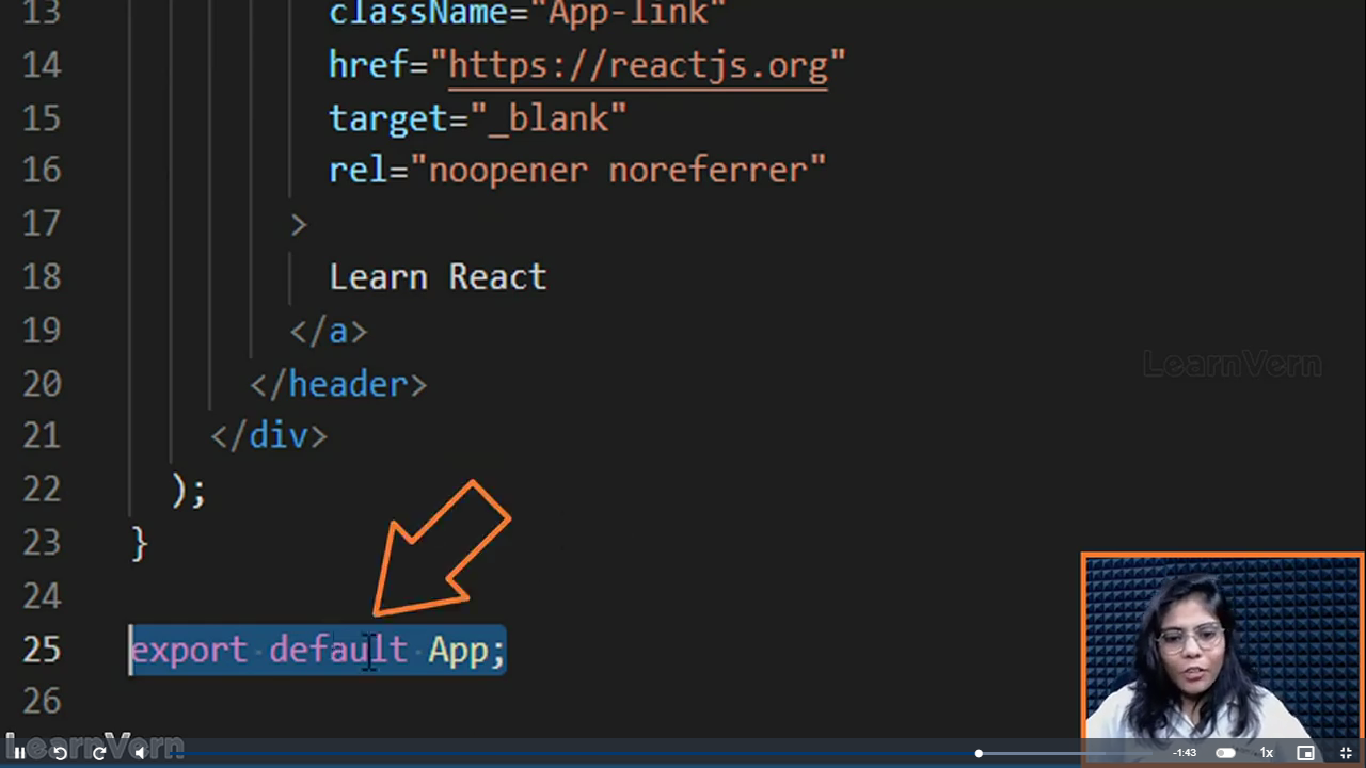 13 className="App-link"
14 href="https://reactjs.org"
15 target="_blank"
16 rel="noopener noreferrer"
17 >
18 Learn React
19 </a>
20 </header>
21 </div>
22 );
23 }
24
25 export default App;
26
LearnVern
LearnVern
-1:43 1x